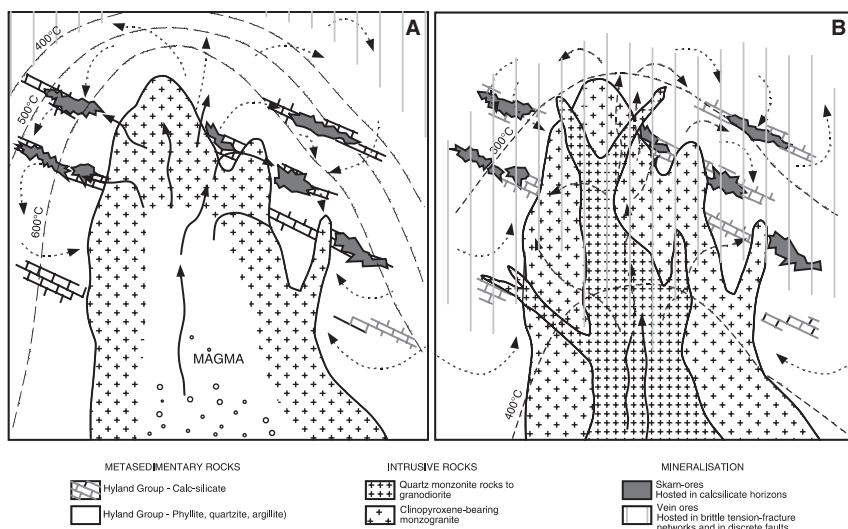 A
B
400°C
500°C
600°C
MAGMA
300°C
400°C
METASEDIMENTARY ROCKS
Hyland Group - Calc-silicate
Hyland Group - Phyllite, quartzite, argillite)
INTRUSIVE ROCKS
Quartz monzonite rocks to
granodiorite
Clinopyroxene-bearing
monzogranite
MINERALISATION
Skarn-ores
Hosted in calcsilicate horizons
Vein ores
Hosted in brittle tension-fracture
networks and in discrete faults